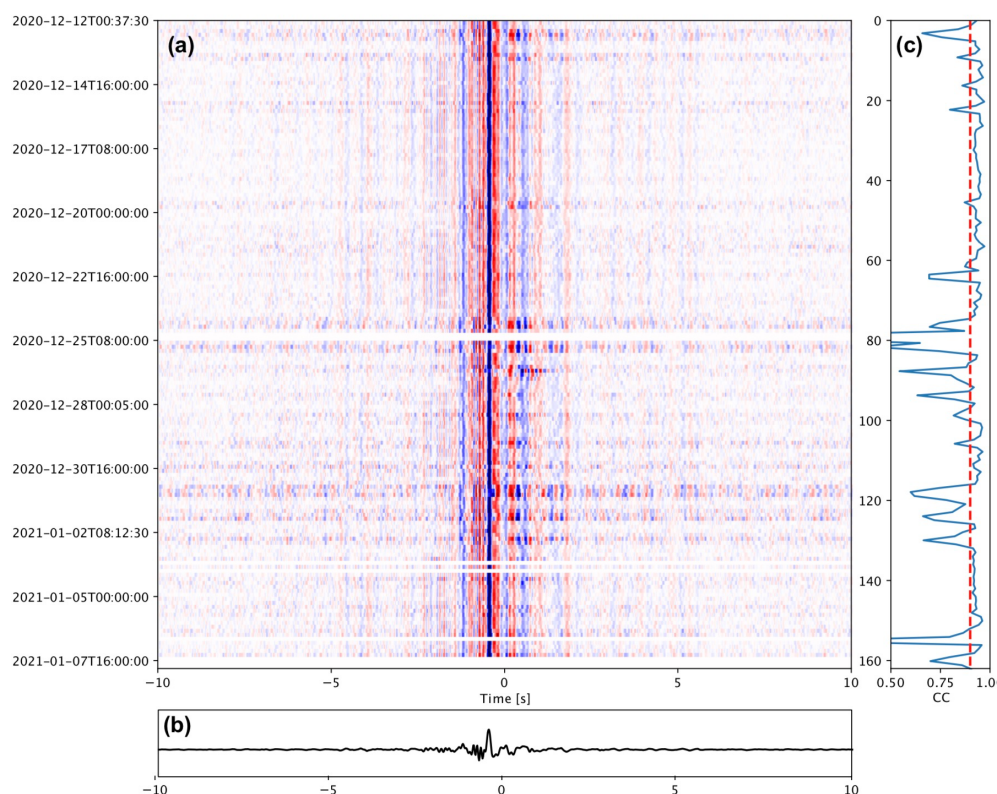 (a)
2020−12−12T00:37:30
2020−12−14T16:00:00
2020−12−17T08:00:00
2020−12−20T00:00:00
2020−12−22T16:00:00
2020−12−25T08:00:00
2020−12−28T00:05:00
2020−12−30T16:00:00
2021−01−02T08:12:30
2021−01−05T00:00:00
2021−01−07T16:00:00
−10 −5 0 5 10
Time [s]
(c)
0
20
40
60
80
100
120
140
160
0.50 0.75 1.0
CC
(b)
−10 −5 0 5 10